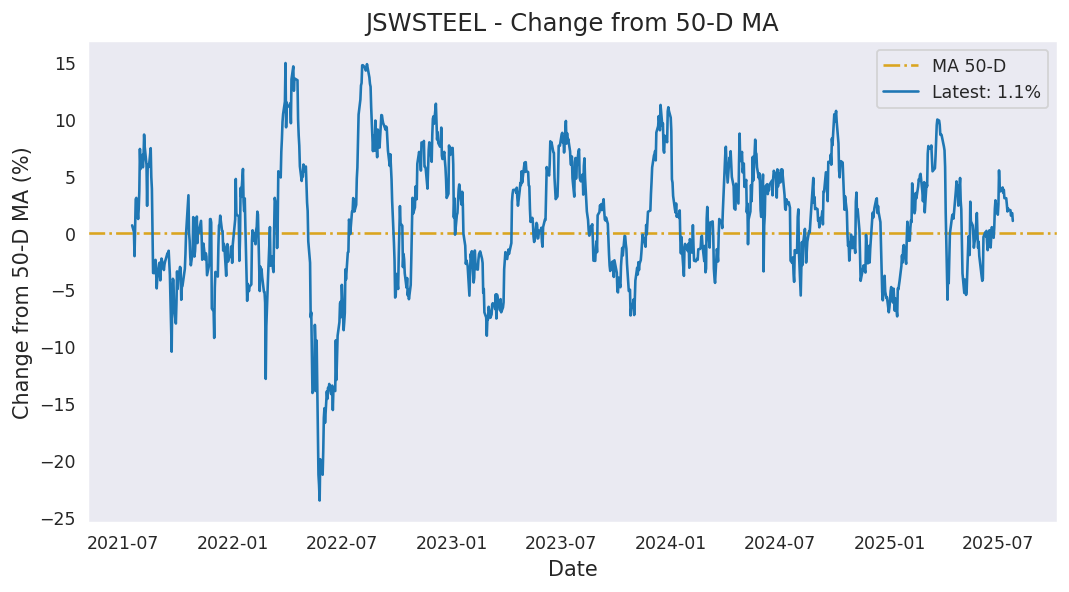 JSWSTEEL - Change from 50-D MA
MA 50-D
Latest: 1.1%
Change from 50-D MA (%)
15
10
5
0
−5
−10
−15
−20
−25
2021-07 2022-01 2022-07 2023-01 2023-07 2024-01 2024-07 2025-01 2025-07
Date